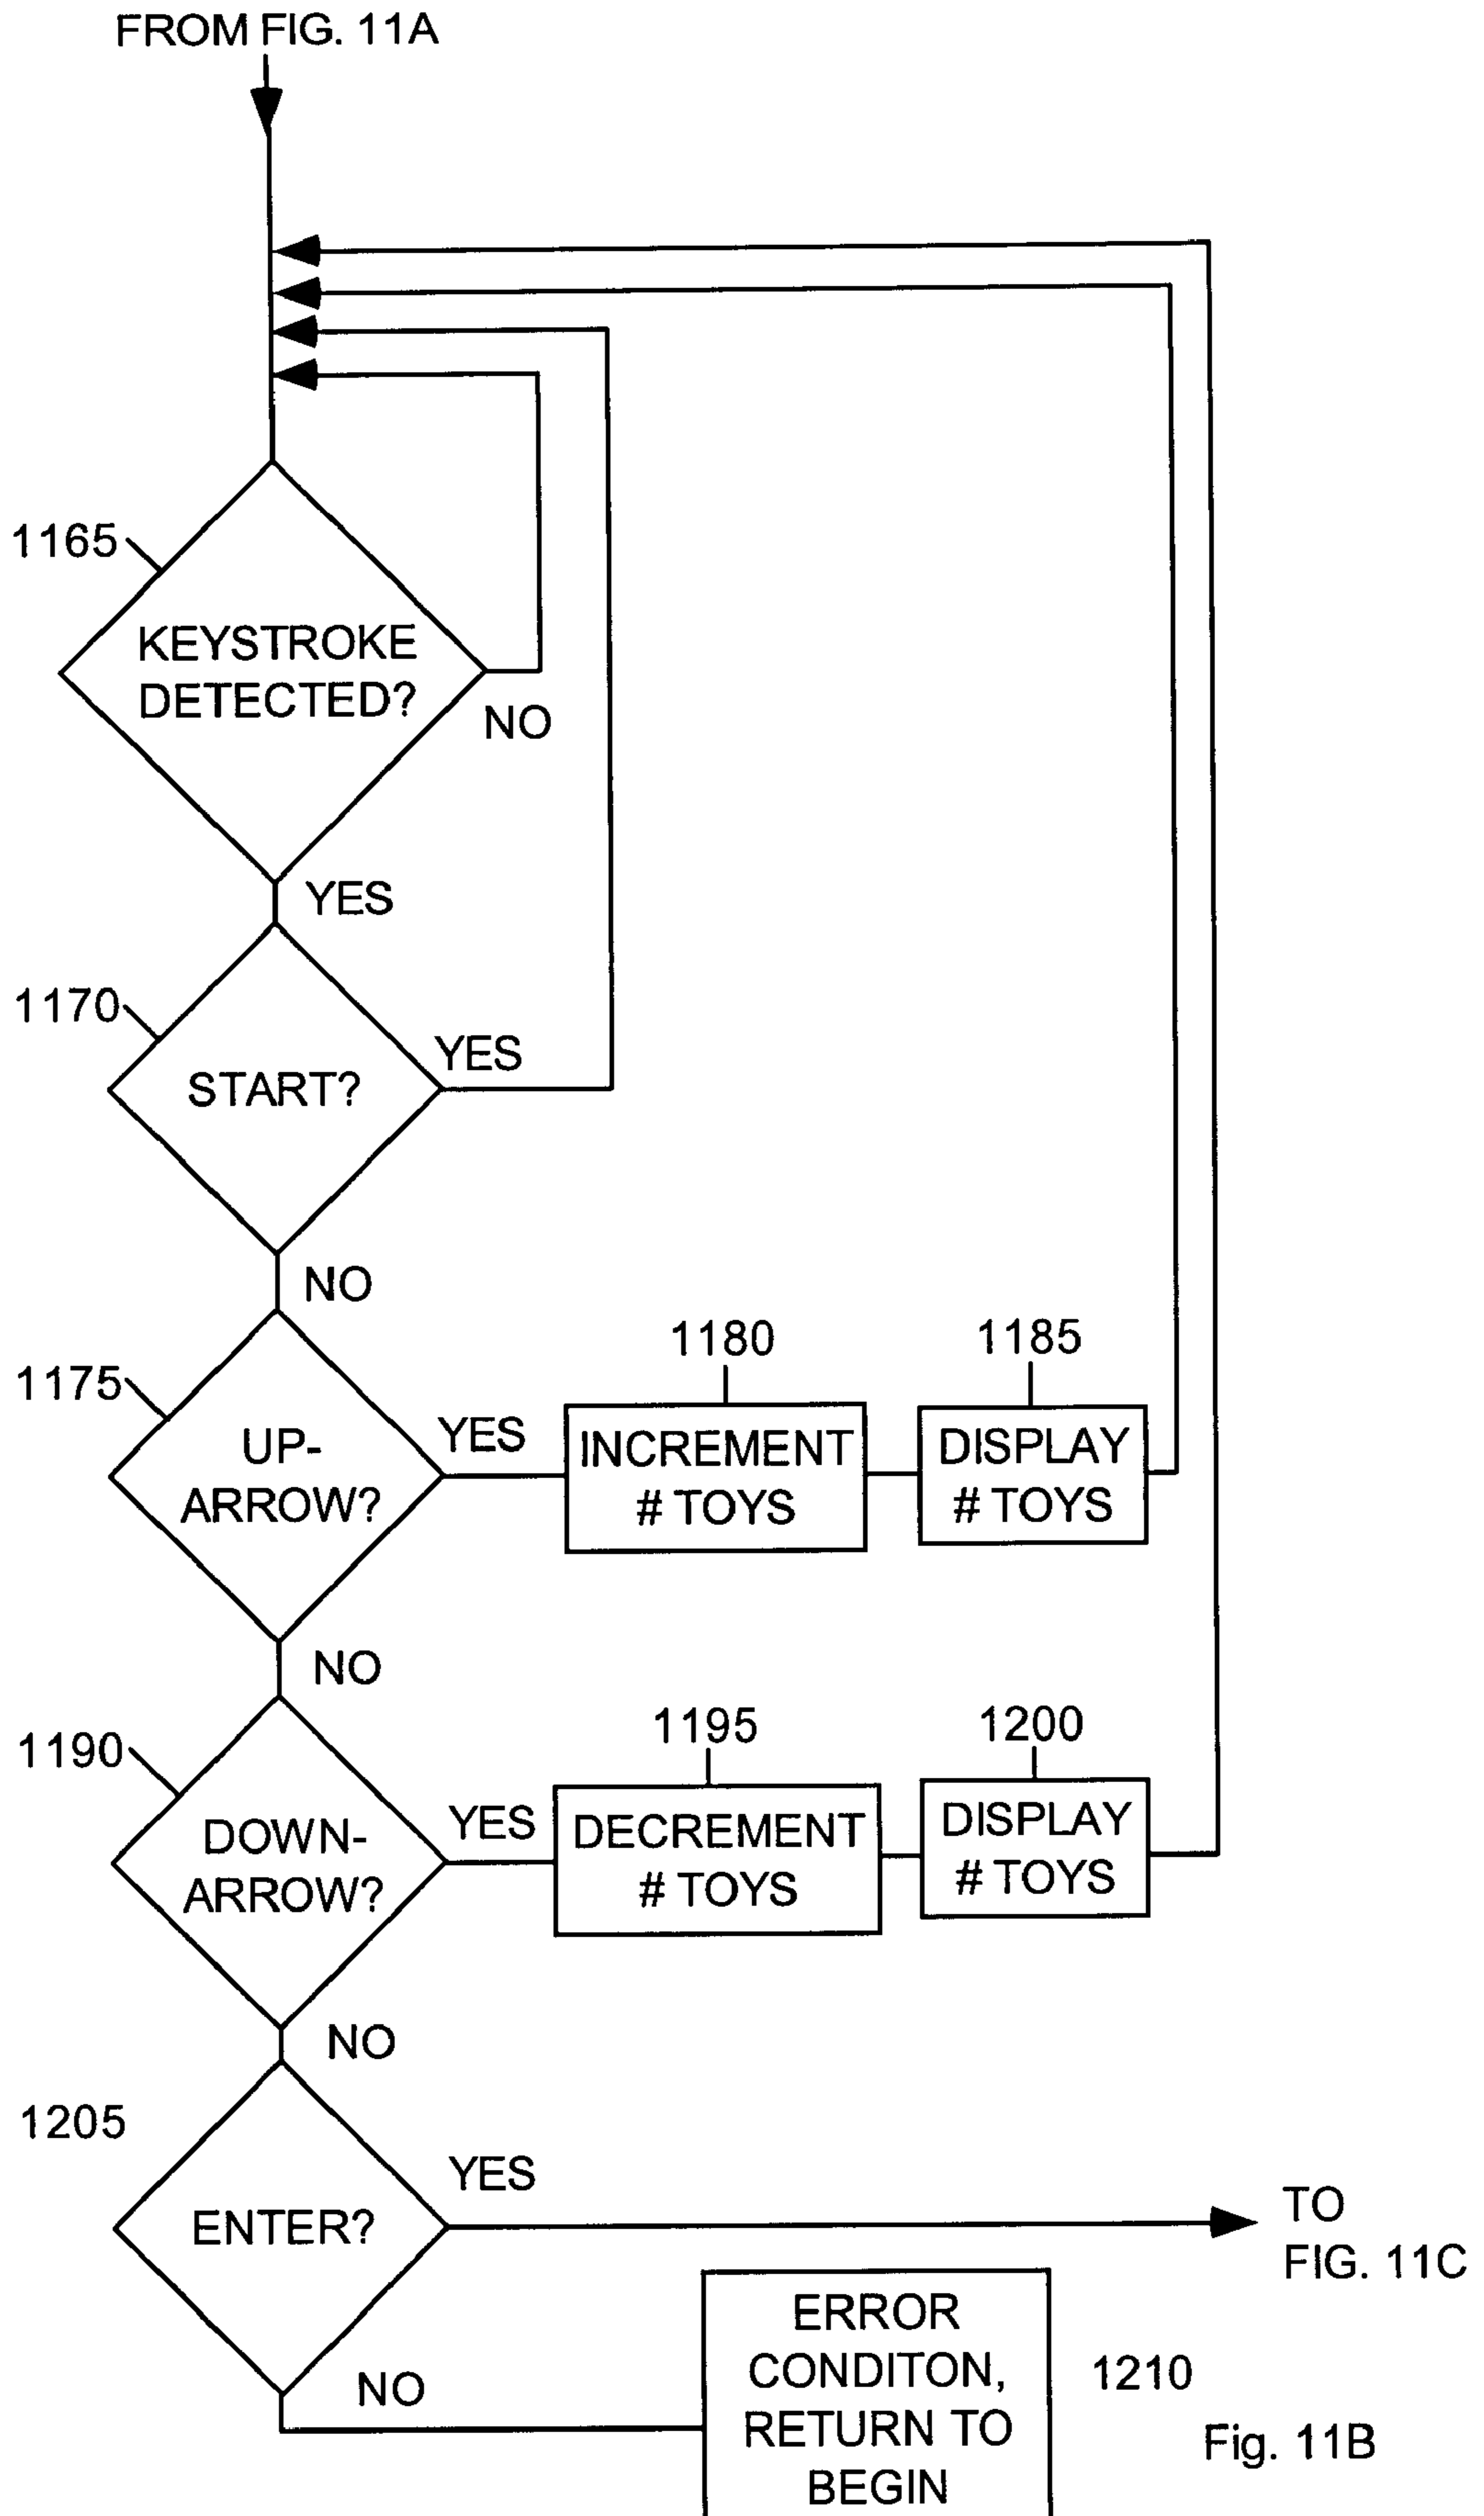 FROM FIG. 11A
1165
KEYSTROKE
DETECTED?
NO
YES
1170
START?
YES
NO
1175
UP-
ARROW?
YES
1180
INCREMENT
# TOYS
1185
DISPLAY
# TOYS
NO
1190
DOWN-
ARROW?
YES
1195
DECREMENT
# TOYS
1200
DISPLAY
# TOYS
NO
1205
ENTER?
YES
TO
FIG. 11C
NO
ERROR
CONDITON,
RETURN TO
BEGIN
1210
Fig. 11B